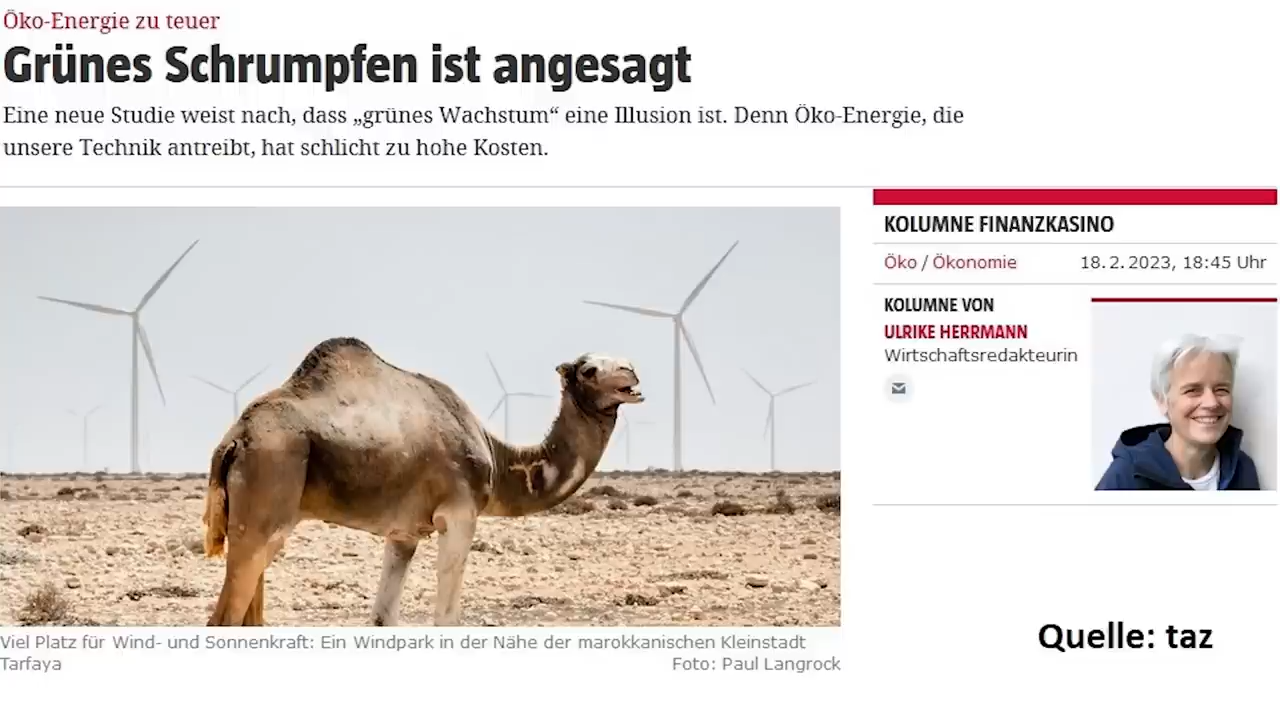 Öko-Energie zu teuer
Grünes Schrumpfen ist angesagt
Eine neue Studie weist nach, dass „grünes Wachstum“ eine Illusion ist. Denn Öko-Energie, die
unsere Technik antreibt, hat schlicht zu hohe Kosten.
KOLUMNE FINANZKASINO
Öko / Ökonomie 18. 2. 2023, 18:45 Uhr
KOLUMNE VON
ULRIKE HERRMANN
Wirtschaftsredakteurin
Viel Platz für Wind- und Sonnenkraft: Ein Windpark in der Nähe der marokkanischen Kleinstadt
Tarfaya Foto: Paul Langrock
Quelle: taz